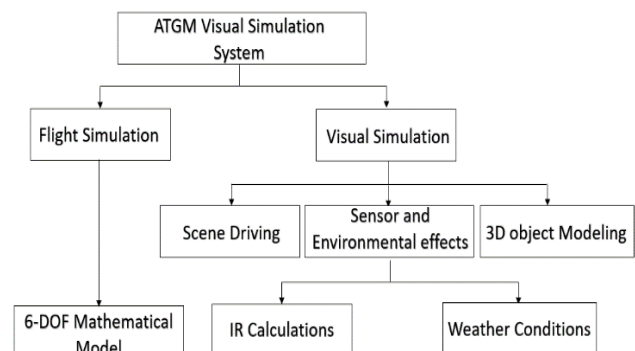 ATGM Visual Simulation
System
Flight Simulation
Visual Simulation
Scene Driving
Sensor and
Environmental effects
3D object Modeling
6-DOF Mathematical
Model
IR Calculations
Weather Conditions